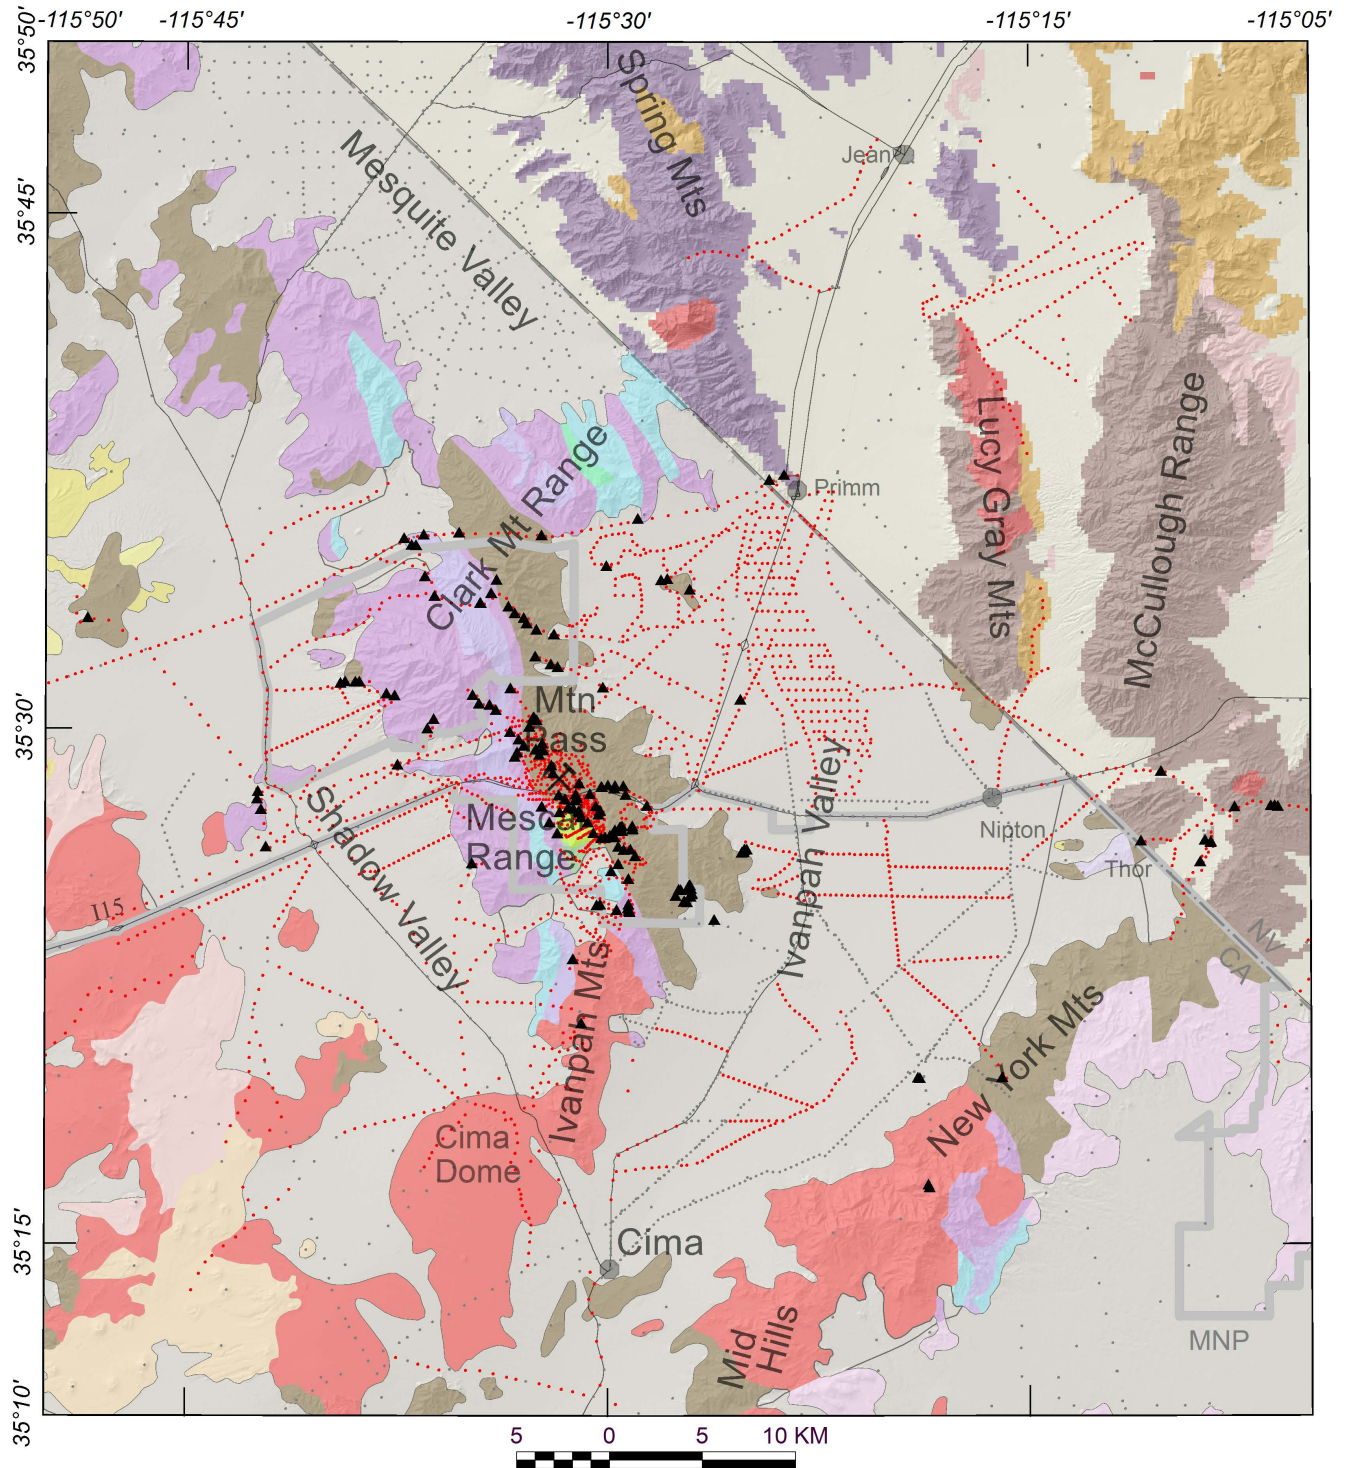 -115°50'
-115°45'
-115°30'
-115°15'
-115°05'
35°50'
35°45'
35°30'
35°15'
35°10'
Spring Mts
Jean
Mesquite Valley
Primm
Lucy Gray Mts
McCullough Range
Clark Mt Range
Mtn
Pass
Mesca
Range
Shadow Valley
I15
Ivanpah Valley
Nipton
Thor
NV
CA
Ivanpah Mts
New York Mts
Cima
Dome
Cima
Mid
Hills
MNP
5 0 5 10 KM